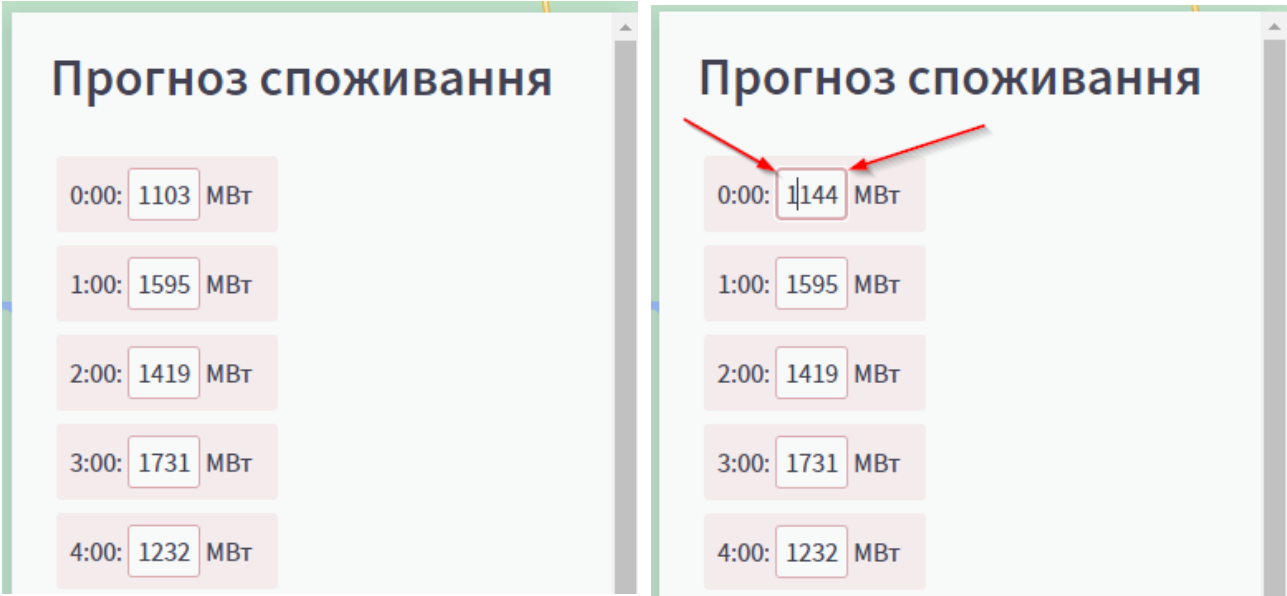 Прогноз споживання
0:00: 1103 МВт
1:00: 1595 МВт
2:00: 1419 МВт
3:00: 1731 МВт
4:00: 1232 МВт
Прогноз споживання
0:00: 1144 МВт
1:00: 1595 МВт
2:00: 1419 МВт
3:00: 1731 МВт
4:00: 1232 МВт